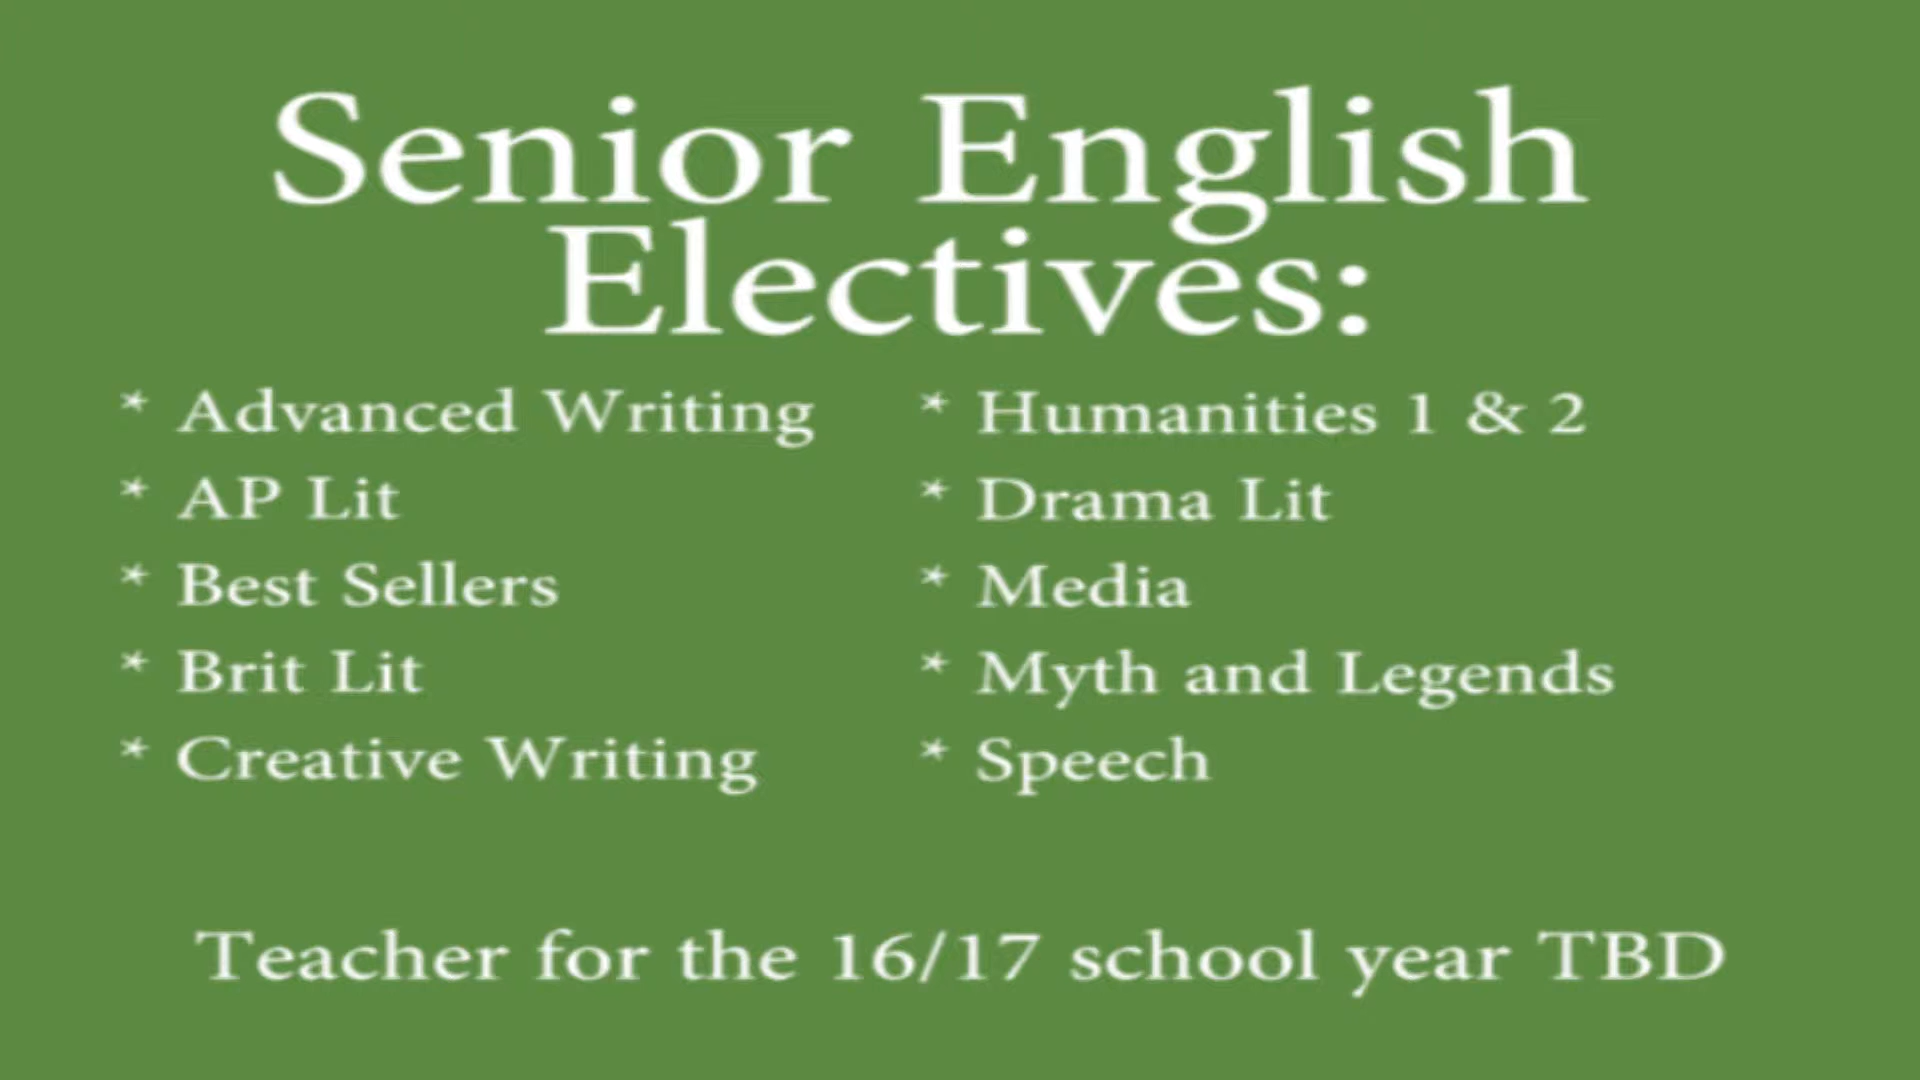 Senior English
Electives:
* Advanced Writing
* AP Lit
* Best Sellers
* Brit Lit
* Creative Writing
* Humanities 1 & 2
* Drama Lit
* Media
* Myth and Legends
* Speech
Teacher for the 16/17 school year TBD